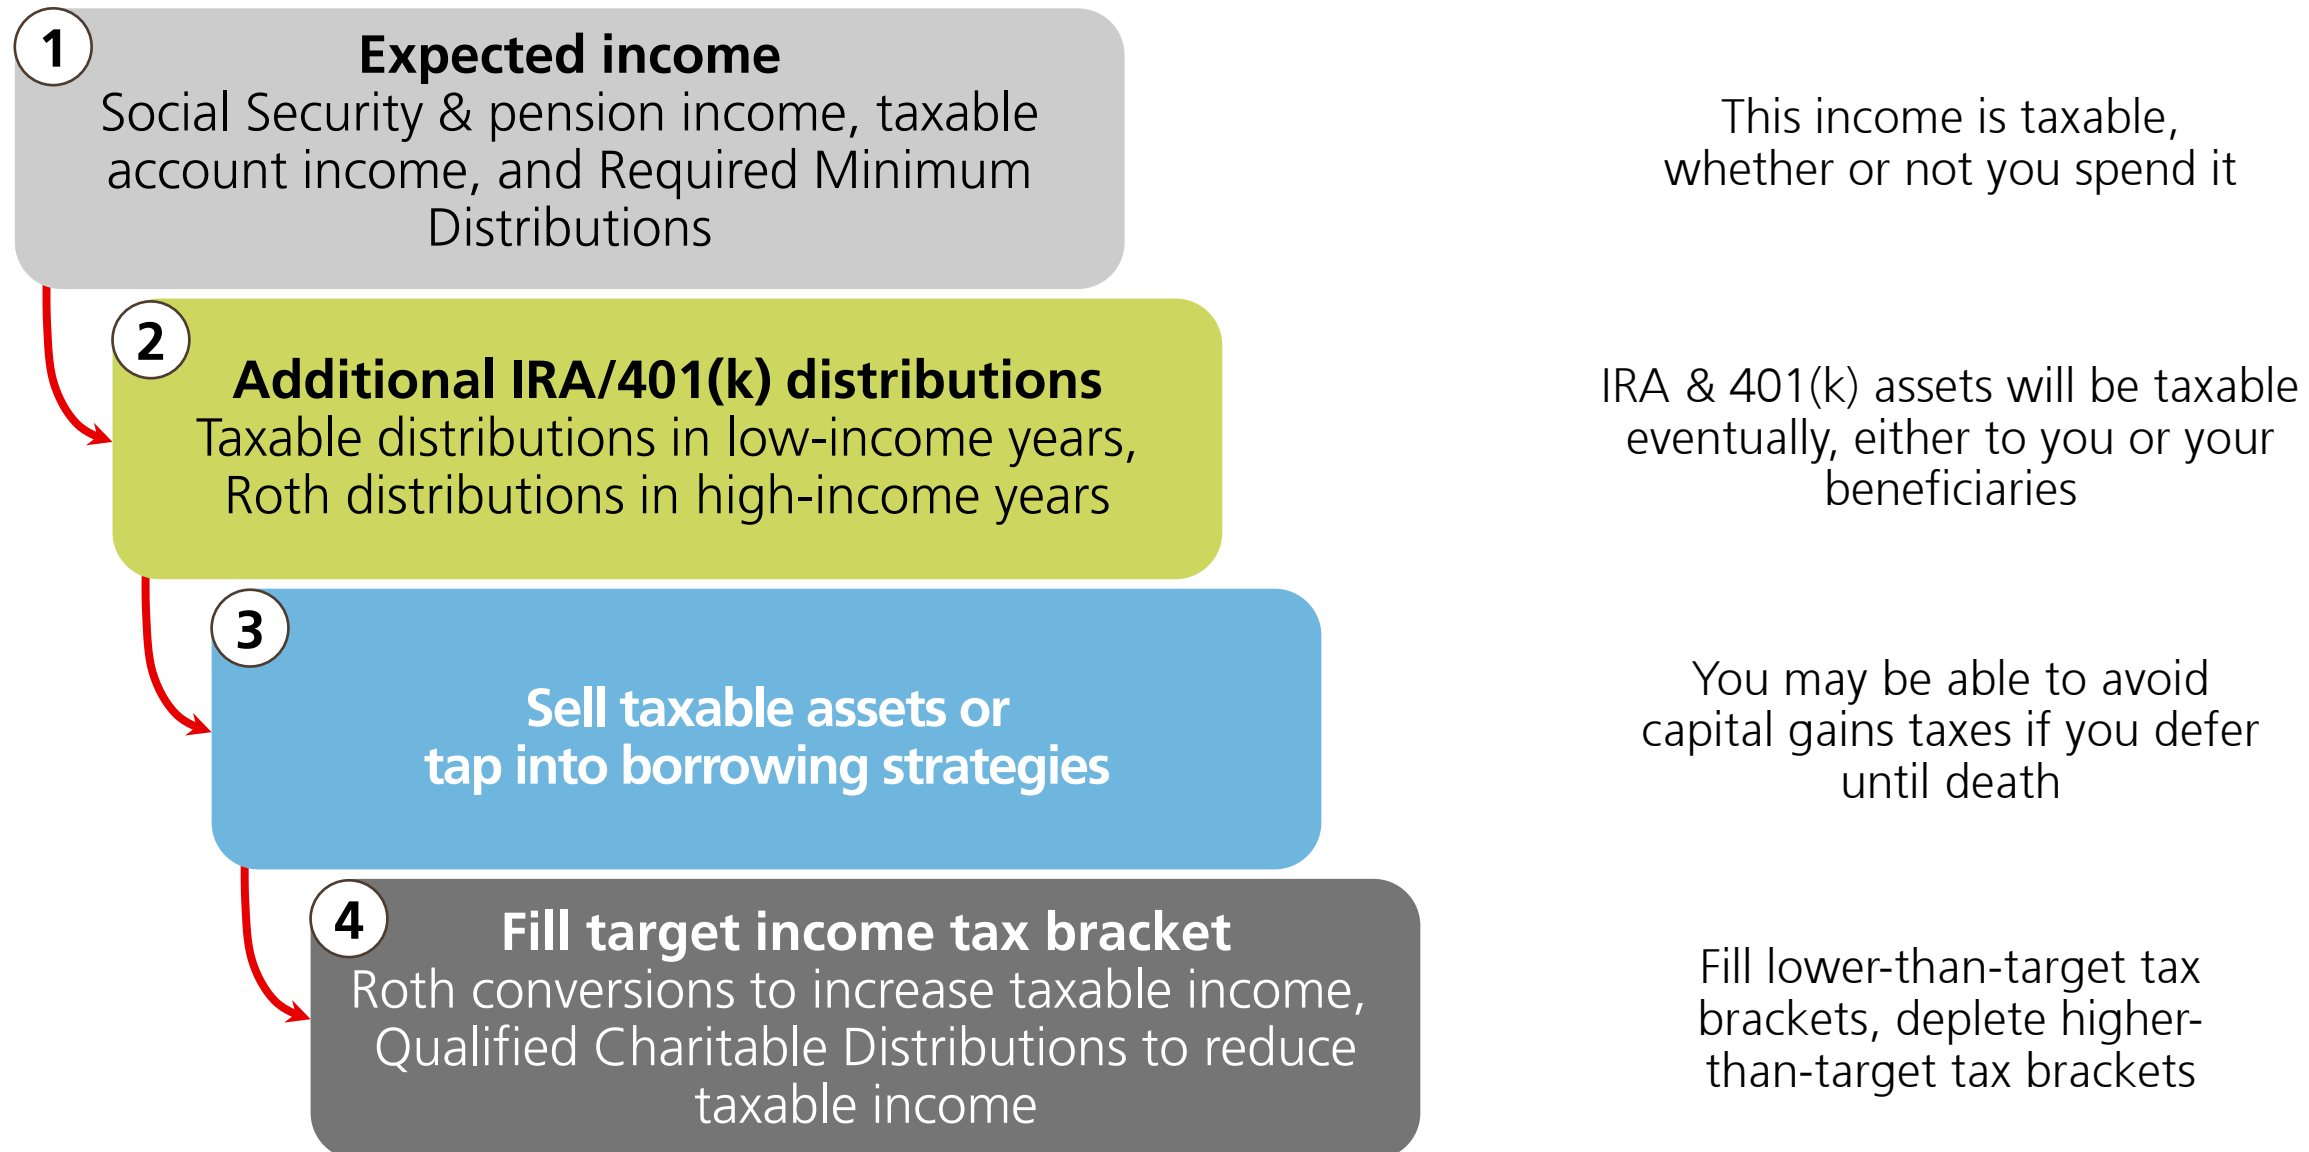 1
Expected income
Social Security & pension income, taxable
account income, and Required Minimum
Distributions
This income is taxable,
whether or not you spend it
2
Additional IRA/401(k) distributions
Taxable distributions in low-income years,
Roth distributions in high-income years
IRA & 401(k) assets will be taxable
eventually, either to you or your
beneficiaries
3
Sell taxable assets or
tap into borrowing strategies
You may be able to avoid
capital gains taxes if you defer
until death
4
Fill target income tax bracket
Roth conversions to increase taxable income,
Qualified Charitable Distributions to reduce
taxable income
Fill lower-than-target tax
brackets, deplete higher-
than-target tax brackets